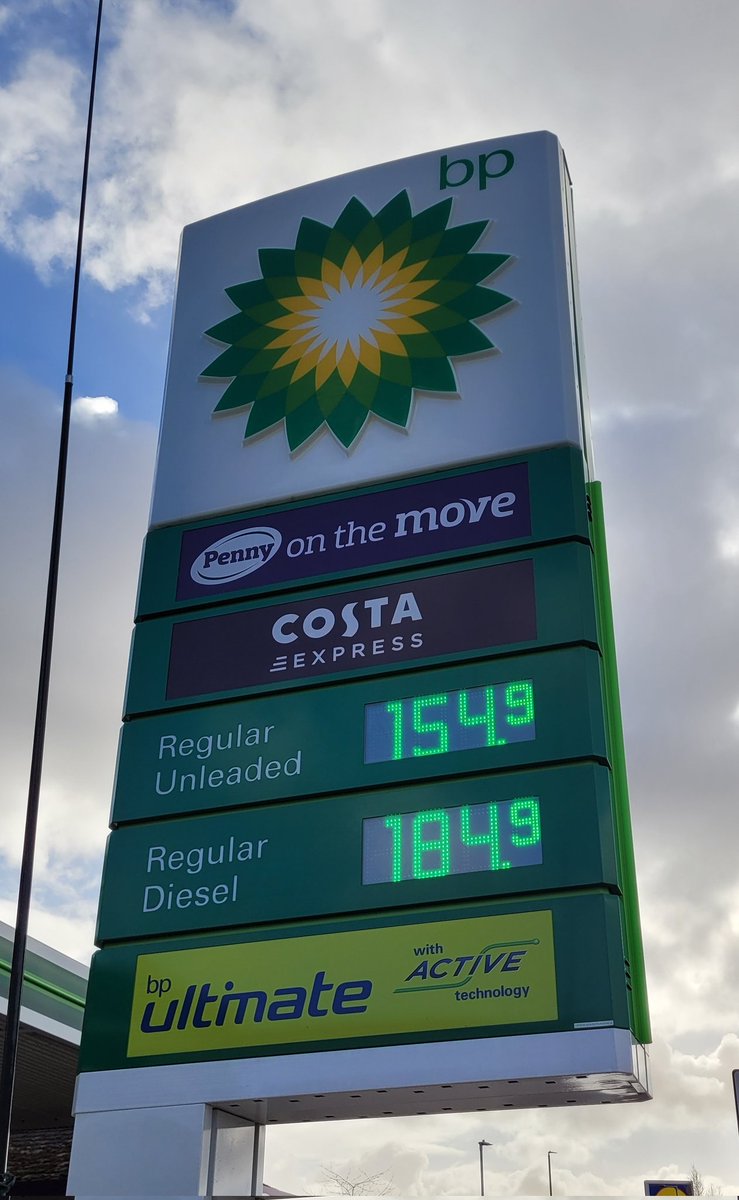 bp
Penny on the move
COSTA
EXPRESS
Regular
Unleaded
154.9
Regular
Diesel
184.9
bp
ultimate
with
ACTIVE
technology